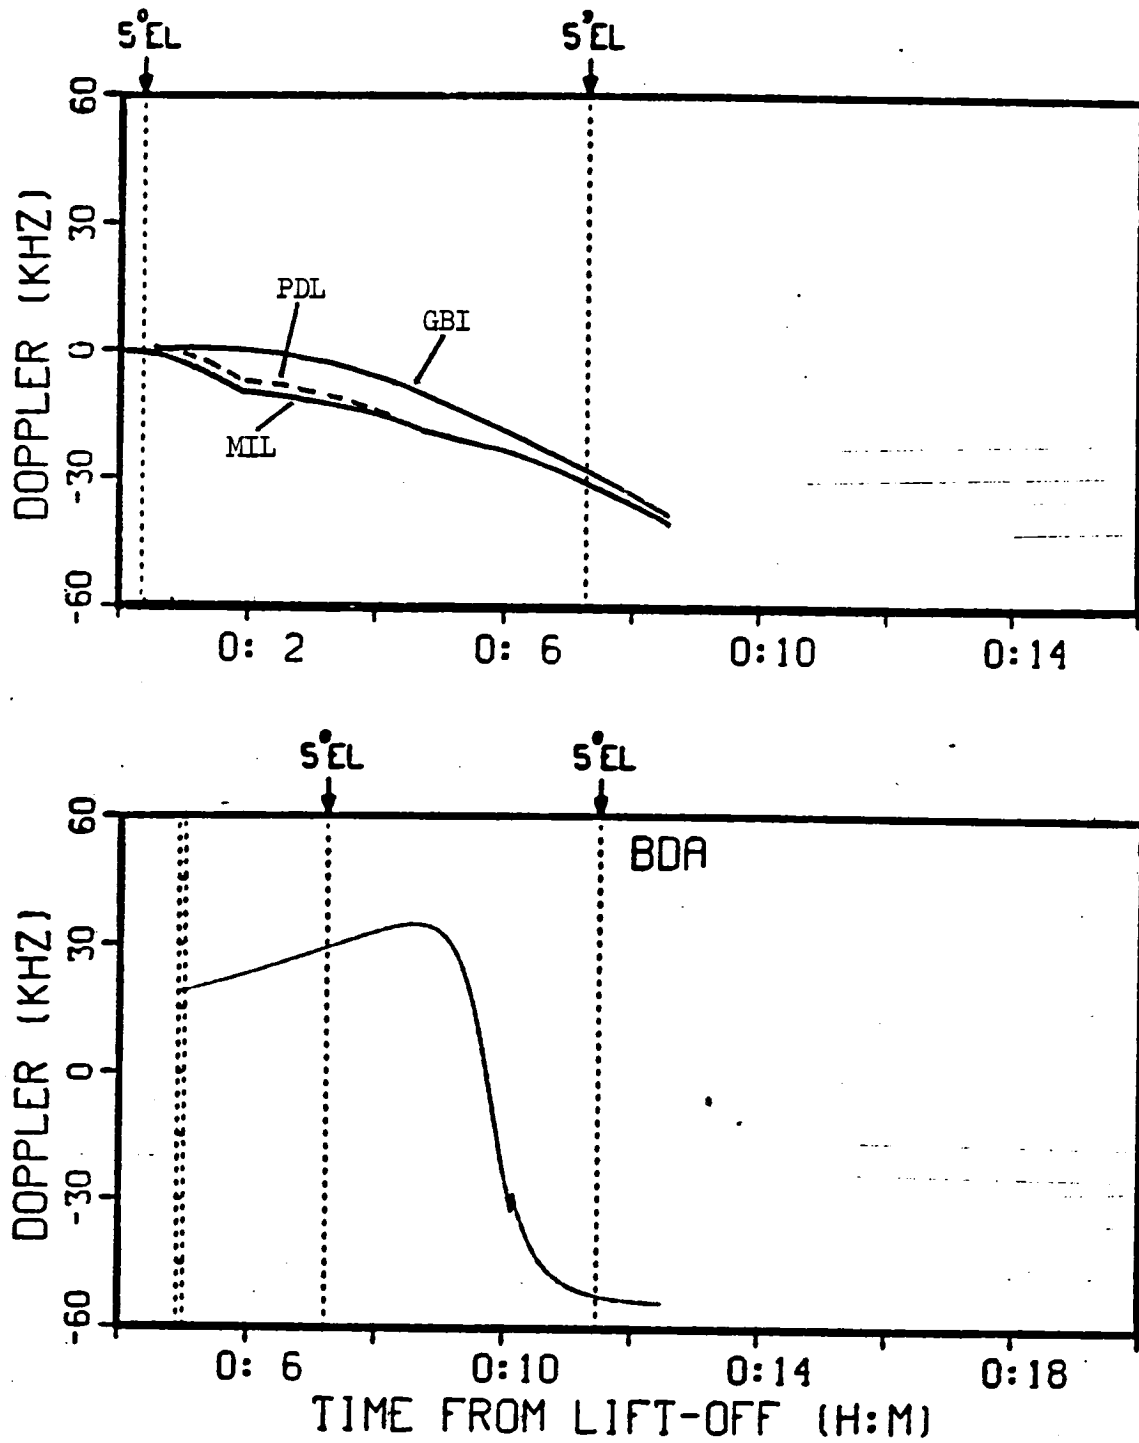 5°EL 5°EL
60
30
0
-30
-60
DOPPLER (KHZ)
PDL
GBI
MIL
0: 2 0: 6 0:10 0:14
5°EL 5°EL
60
30
0
-30
-60
DOPPLER (KHZ)
BDA
0: 6 0:10 0:14 0:18
TIME FROM LIFT-OFF (H:M)